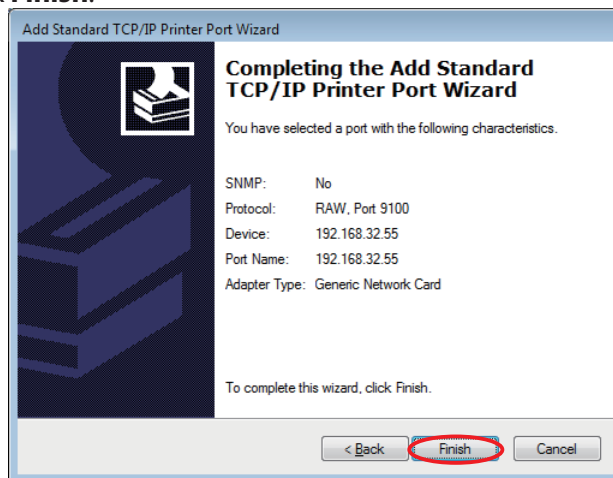 Finish.
Add Standard TCP/IP Printer Port Wizard
Completing the Add Standard
TCP/IP Printer Port Wizard
You have selected a port with the following characteristics.
SNMP: No
Protocol: RAW, Port 9100
Device: 192.168.32.55
Port Name: 192.168.32.55
Adapter Type: Generic Network Card
To complete this wizard, click Finish.
< Back Finish Cancel